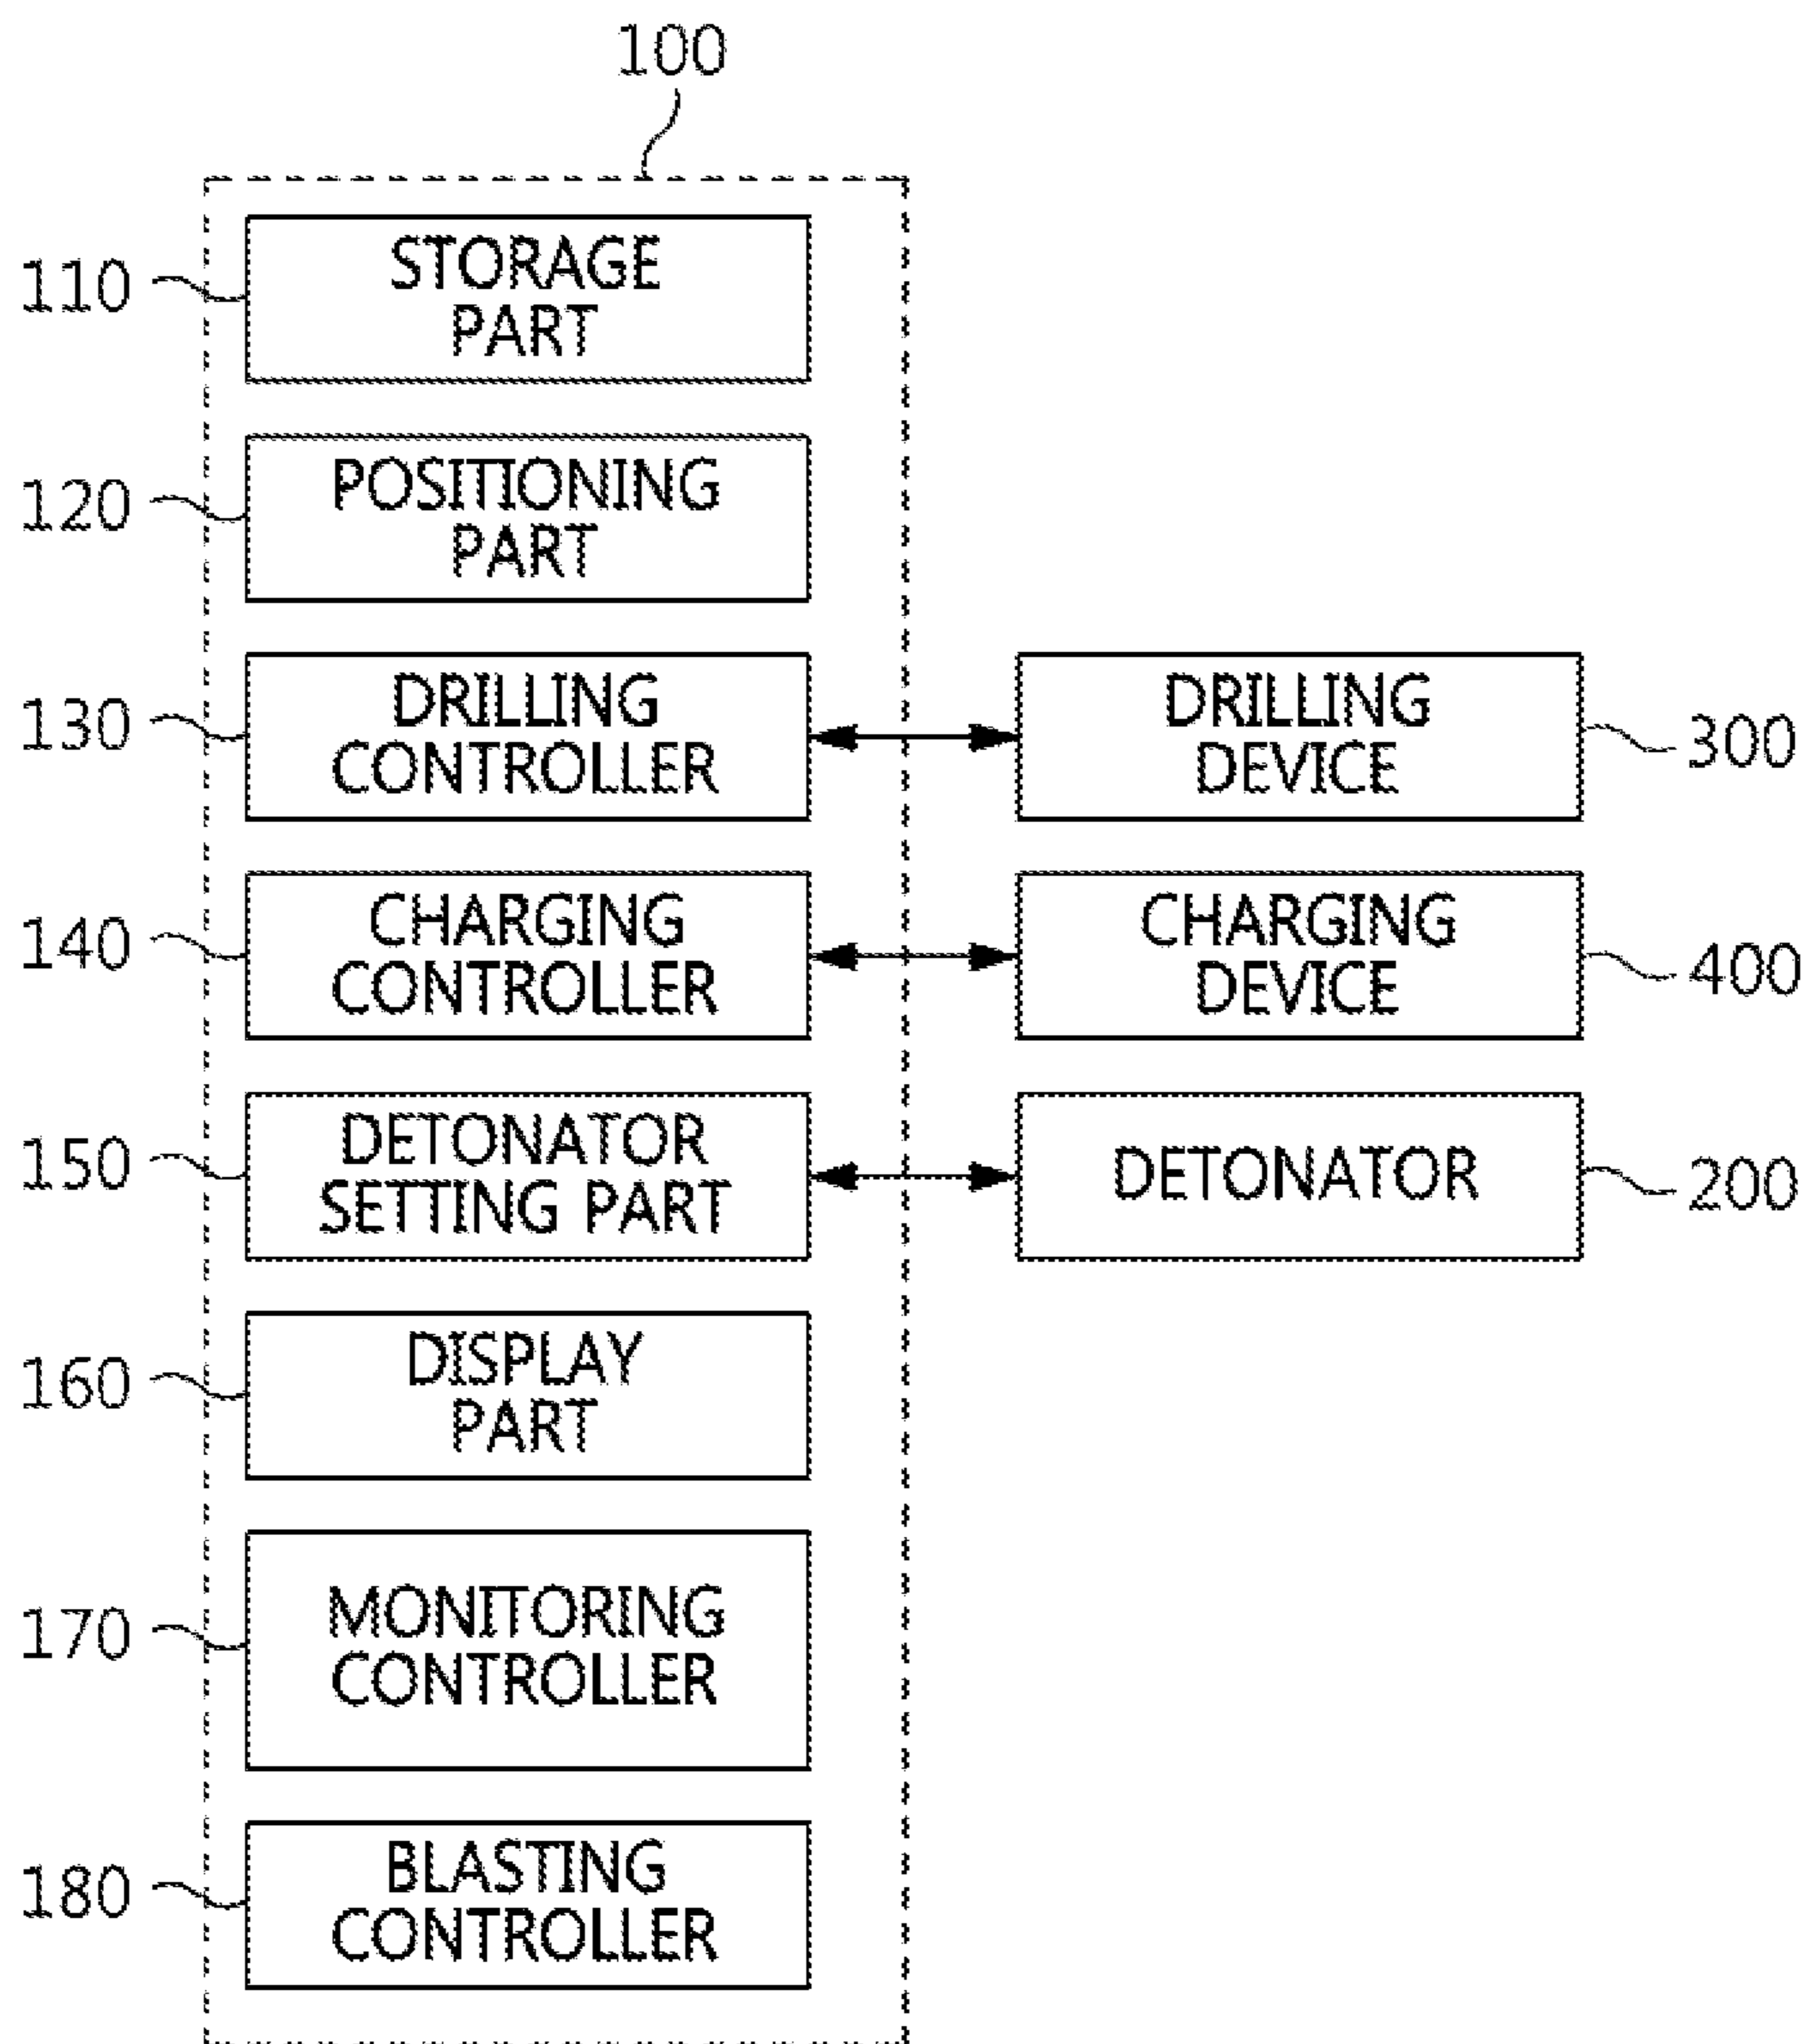 100
110
STORAGE
PART
120
POSITIONING
PART
130
DRILLING
CONTROLLER
DRILLING
DEVICE
300
140
CHARGING
CONTROLLER
CHARGING
DEVICE
400
150
DETONATOR
SETTING PART
DETONATOR
200
160
DISPLAY
PART
170
MONITORING
CONTROLLER
180
BLASTING
CONTROLLER